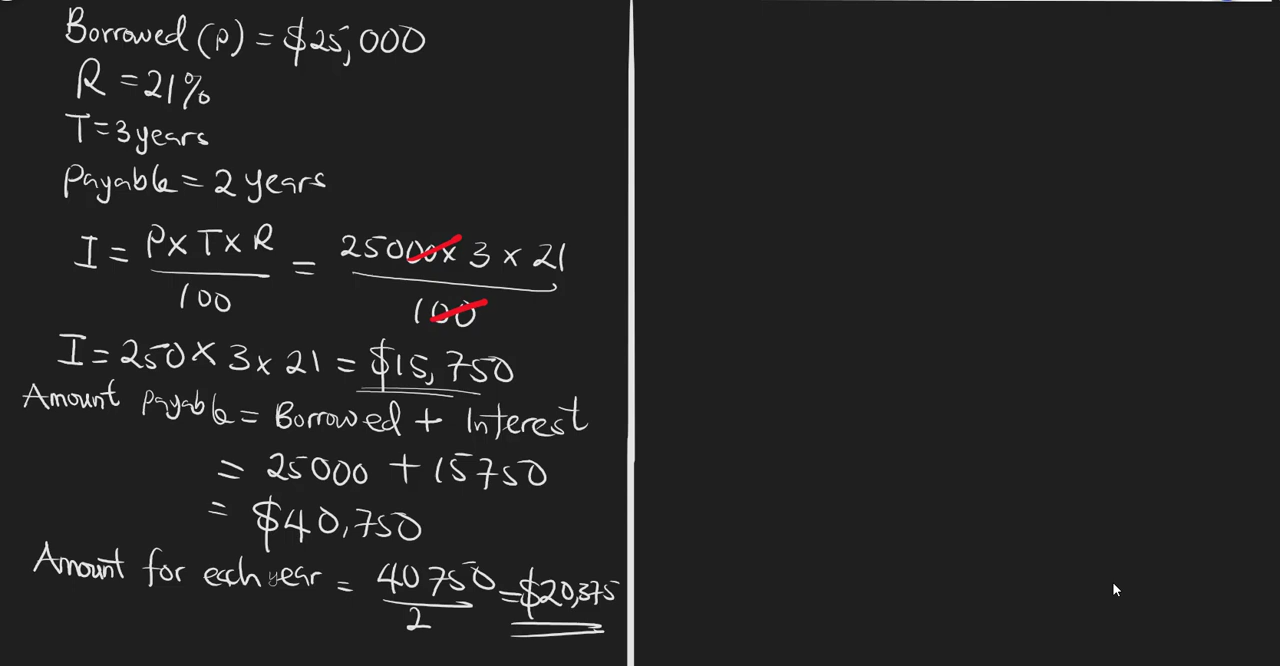 Borrowed (P) = $25,000
R = 21%
T = 3 years
Payable = 2 years
I = P x T x R / 100 = 25000 x 3 x 21 / 100
I = 250 x 3 x 21 = $15,750
Amount Payable = Borrowed + Interest
= 25000 + 15750
= $40,750
Amount for each year = 40750 / 2 = $20,375